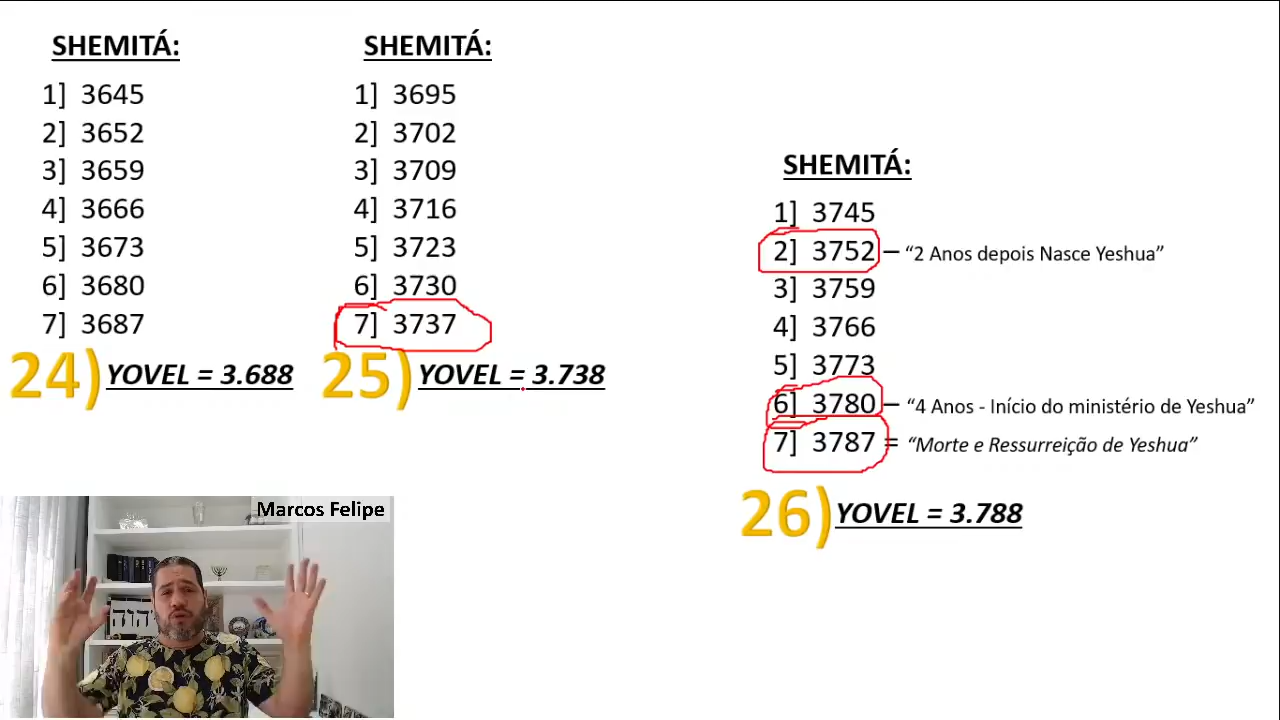 SHEMITÁ:
1] 3645
2] 3652
3] 3659
4] 3666
5] 3673
6] 3680
7] 3687
24) YOVEL = 3.688
SHEMITÁ:
1] 3695
2] 3702
3] 3709
4] 3716
5] 3723
6] 3730
7] 3737
25) YOVEL = 3.738
SHEMITÁ:
1] 3745
2] 3752 – “2 Anos depois Nasce Yeshua”
3] 3759
4] 3766
5] 3773
6] 3780 – “4 Anos - Início do ministério de Yeshua”
7] 3787 = “Morte e Ressurreição de Yeshua”
26) YOVEL = 3.788
Marcos Felipe
יהוה